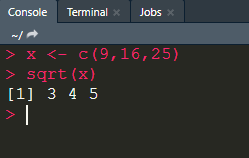 Console Terminal × Jobs ×
~/
> x <- c(9,16,25)
> sqrt(x)
[1] 3 4 5
>